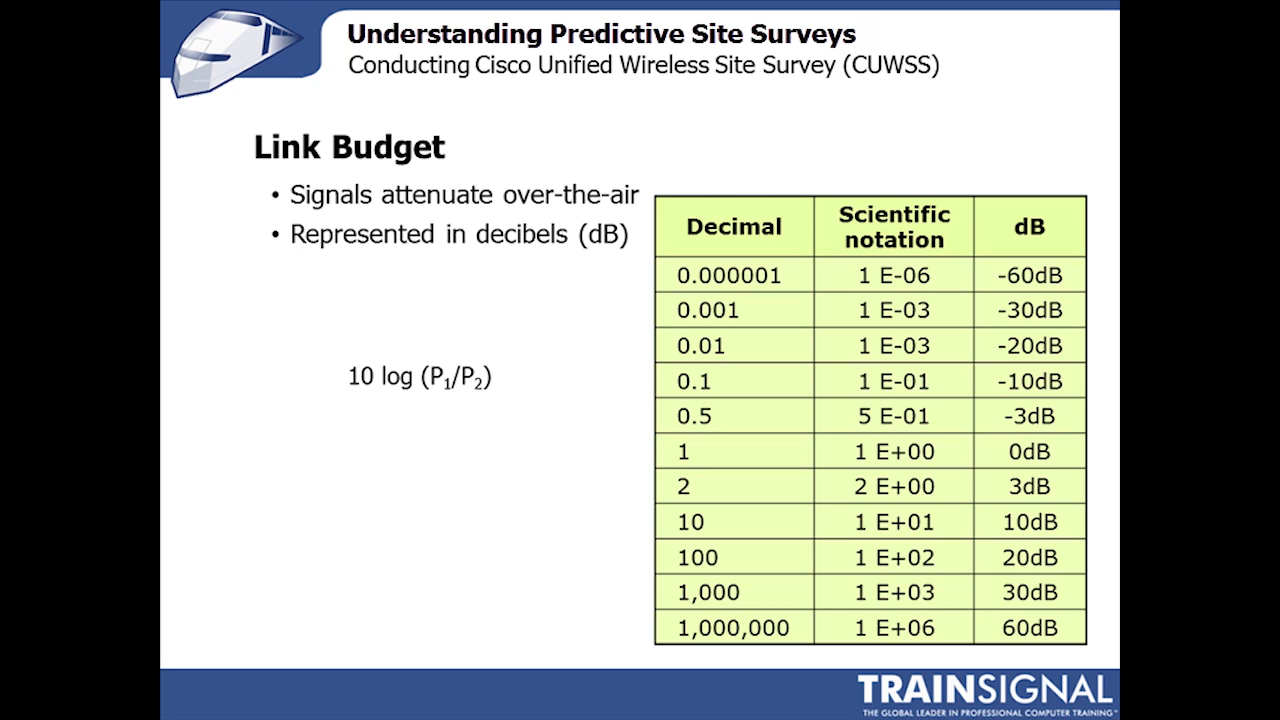 Understanding Predictive Site Surveys
Conducting Cisco Unified Wireless Site Survey (CUWSS)
Link Budget
• Signals attenuate over-the-air
• Represented in decibels (dB)
10 log (P₁/P₂)
Decimal Scientific notation dB
0.000001 1 E-06 -60dB
0.001 1 E-03 -30dB
0.01 1 E-03 -20dB
0.1 1 E-01 -10dB
0.5 5 E-01 -3dB
1 1 E+00 0dB
2 2 E+00 3dB
10 1 E+01 10dB
100 1 E+02 20dB
1,000 1 E+03 30dB
1,000,000 1 E+06 60dB
TRAINSIGNAL
THE GLOBAL LEADER IN PROFESSIONAL COMPUTER TRAINING™